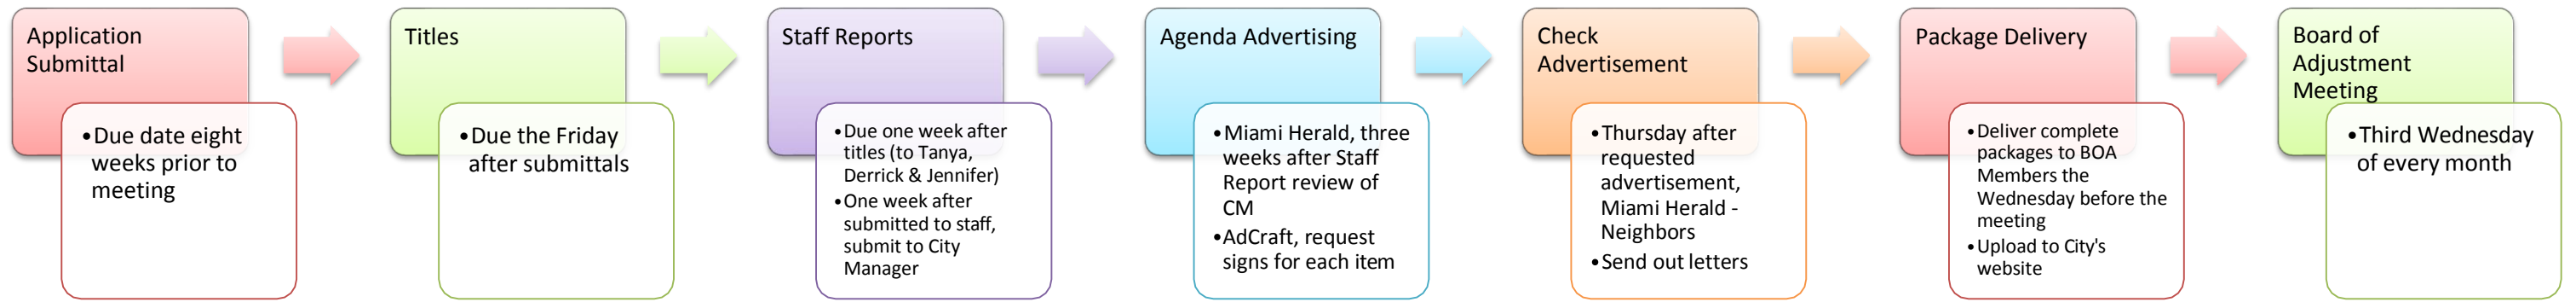 Application
Submittal
•Due date eight
weeks prior to
meeting
Titles
•Due the Friday
after submittals
Staff Reports
•Due one week after
titles (to Tanya,
Derrick & Jennifer)
•One week after
submitted to staff,
submit to City
Manager
Agenda Advertising
•Miami Herald, three
weeks after Staff
Report review of
CM
•AdCraft, request
signs for each item
Check
Advertisement
•Thursday after
requested
advertisement,
Miami Herald -
Neighbors
•Send out letters
Package Delivery
•Deliver complete
packages to BOA
Members the
Wednesday before the
meeting
•Upload to City's
website
Board of
Adjustment
Meeting
•Third Wednesday
of every month